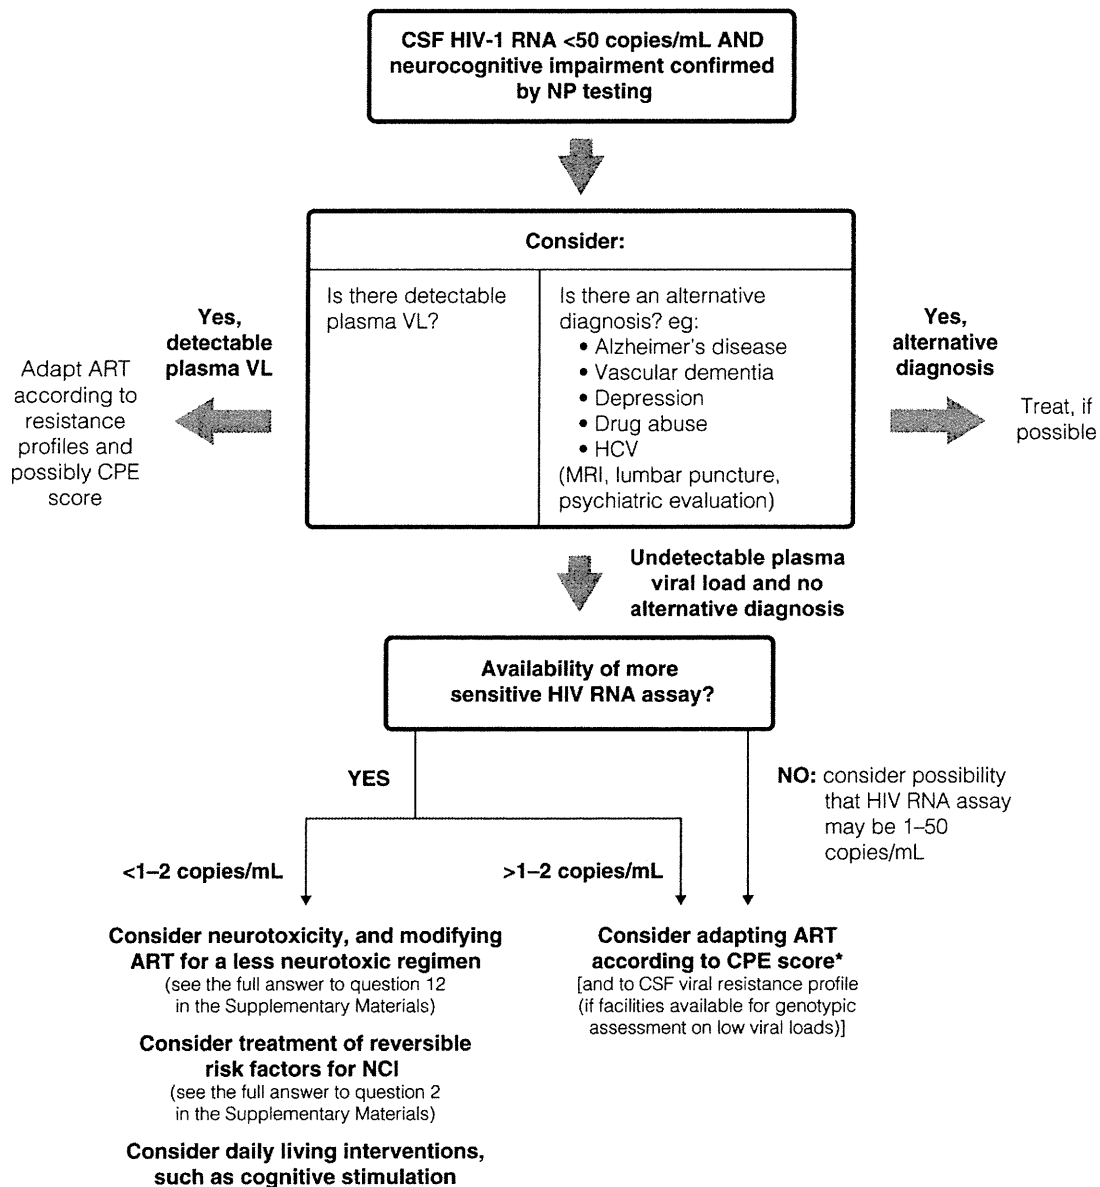 CSF HIV-1 RNA <50 copies/mL AND
neurocognitive impairment confirmed
by NP testing
Consider:
Is there detectable
plasma VL?
Is there an alternative
diagnosis? eg:
• Alzheimer's disease
• Vascular dementia
• Depression
• Drug abuse
• HCV
(MRI, lumbar puncture,
psychiatric evaluation)
Yes,
detectable
plasma VL
Adapt ART
according to
resistance
profiles and
possibly CPE
score
Yes,
alternative
diagnosis
Treat, if
possible
Undetectable plasma
viral load and no
alternative diagnosis
Availability of more
sensitive HIV RNA assay?
YES
NO: consider possibility
that HIV RNA assay
may be 1–50
copies/mL
<1–2 copies/mL
>1–2 copies/mL
Consider neurotoxicity, and modifying
ART for a less neurotoxic regimen
(see the full answer to question 12
in the Supplementary Materials)
Consider treatment of reversible
risk factors for NCI
(see the full answer to question 2
in the Supplementary Materials)
Consider daily living interventions,
such as cognitive stimulation
Consider adapting ART
according to CPE score*
[and to CSF viral resistance profile
(if facilities available for genotypic
assessment on low viral loads)]